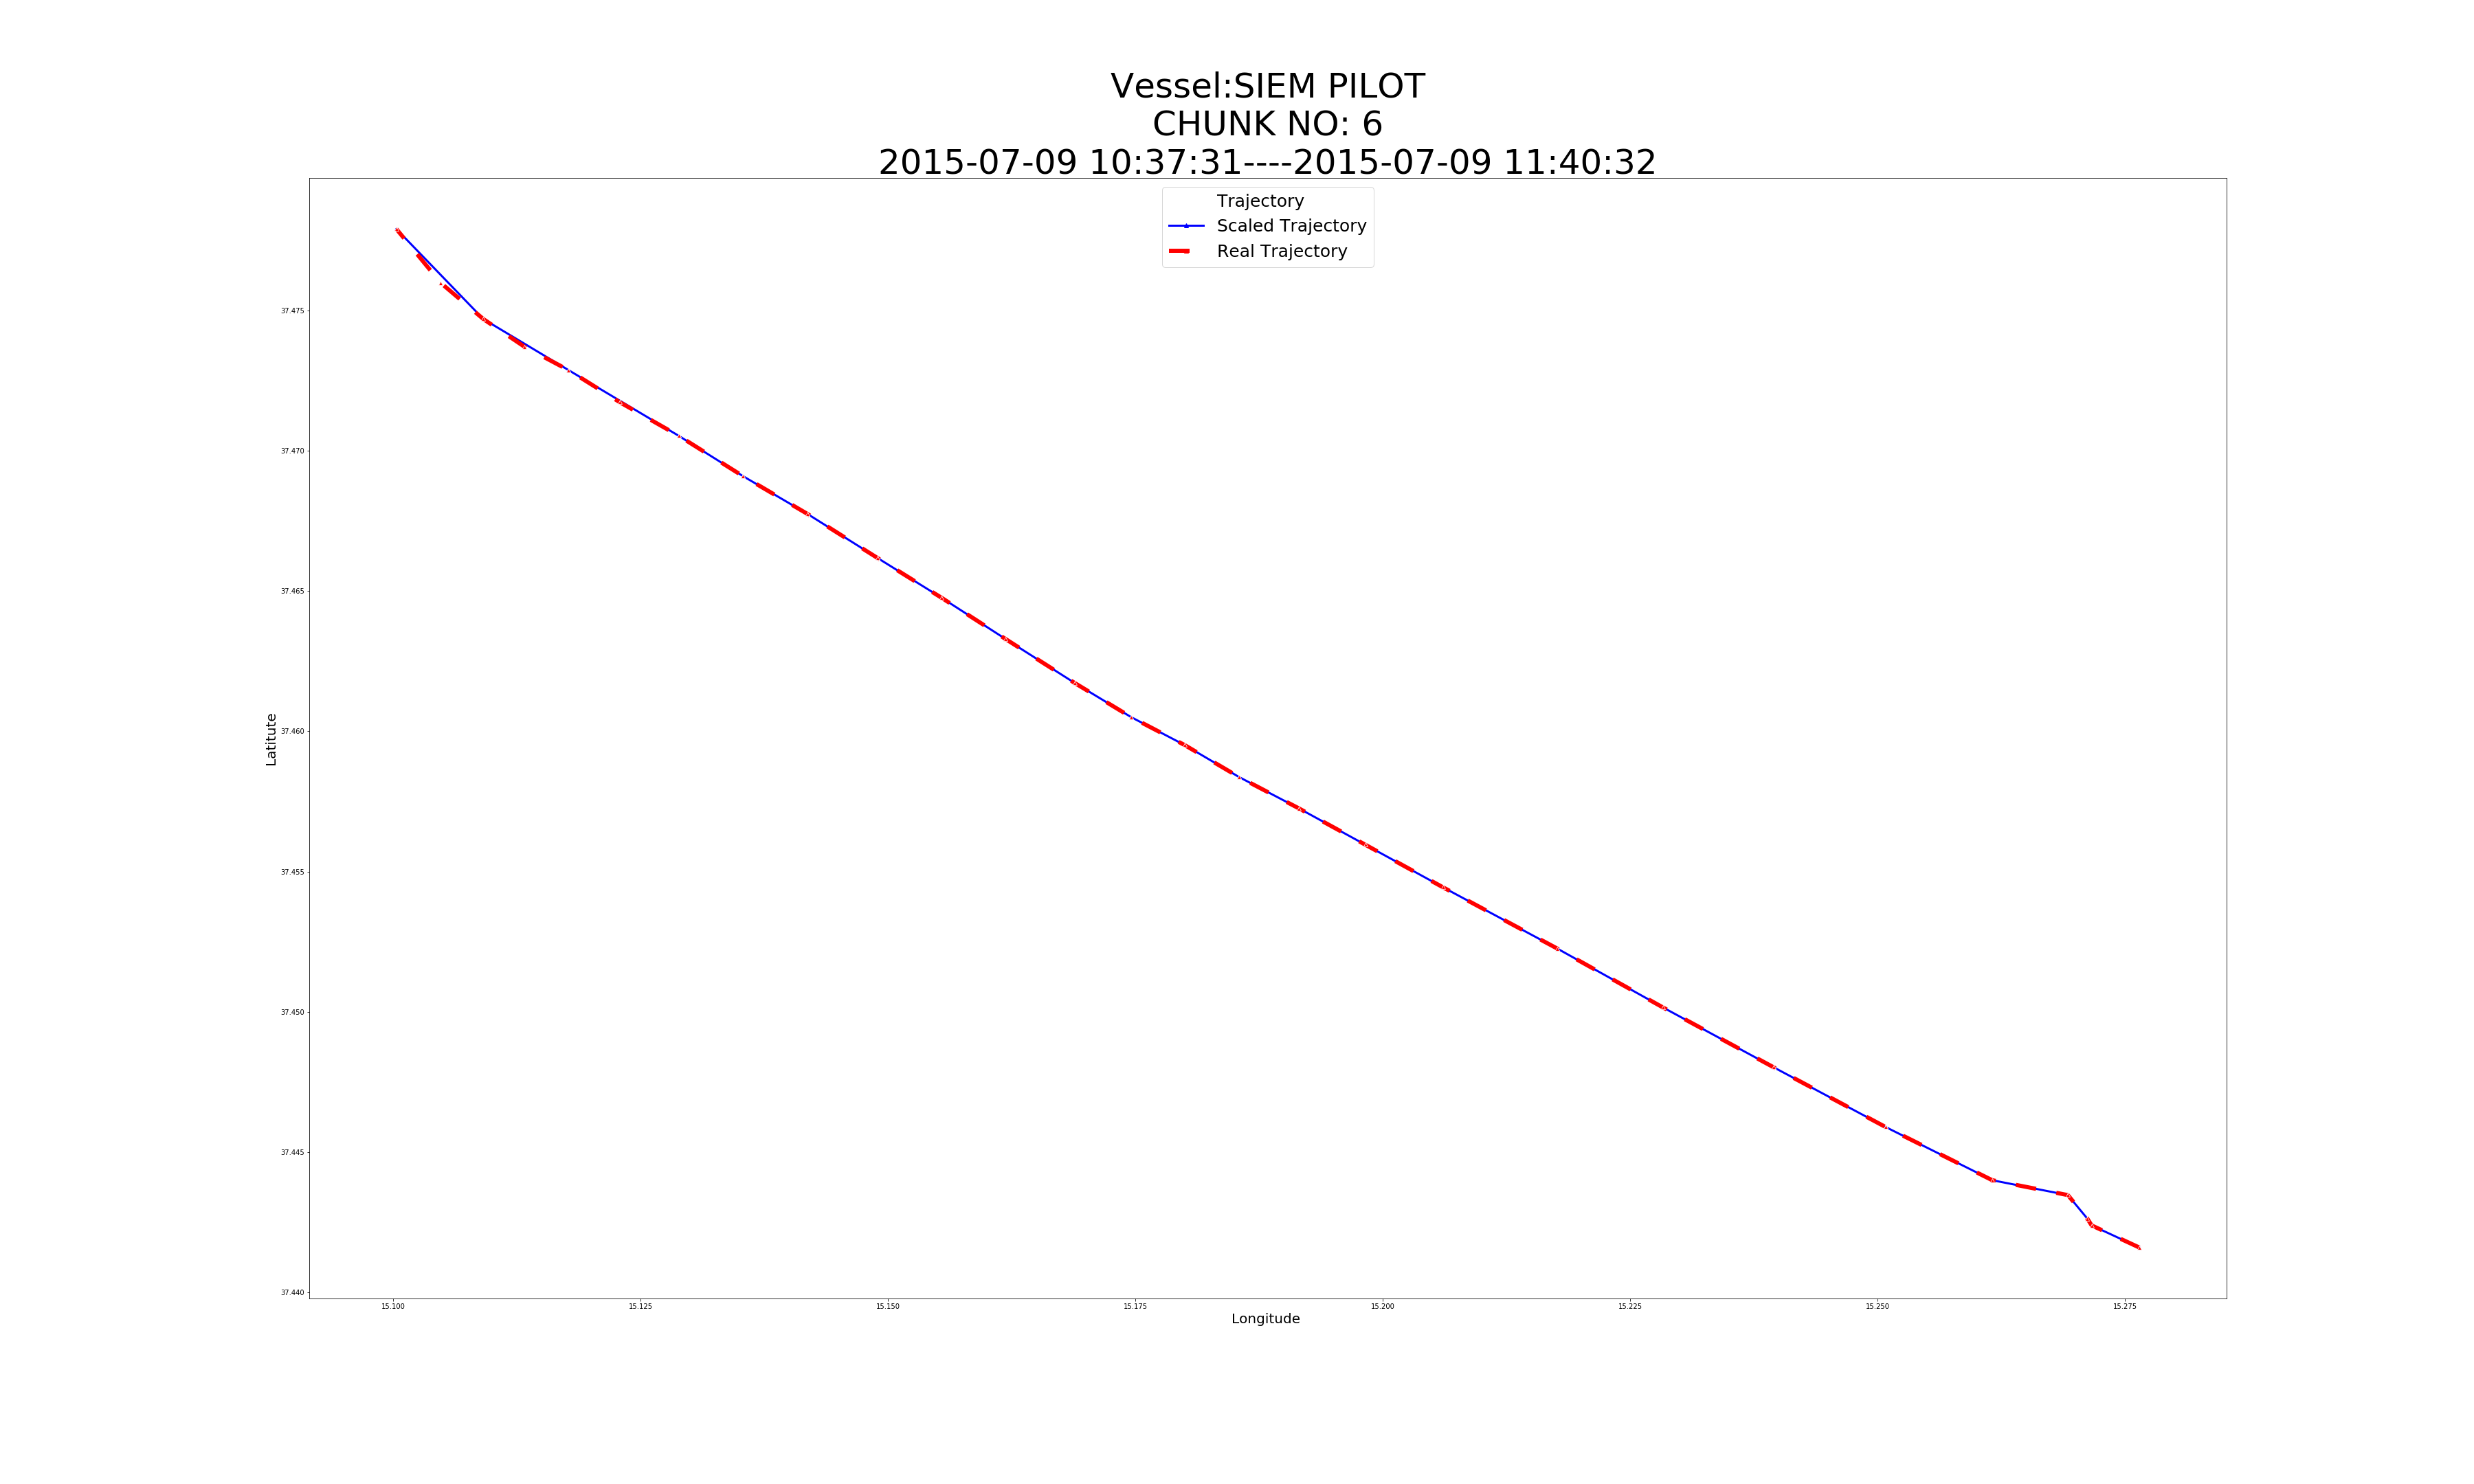 Vessel:SIEM PILOT
CHUNK NO: 6
2015-07-09 10:37:31----2015-07-09 11:40:32
Trajectory
Scaled Trajectory
Real Trajectory
37.475
37.470
37.465
37.460
37.455
37.450
37.445
37.440
Latitute
15.100 15.125 15.150 15.175 15.200 15.225 15.250 15.275
Longitude